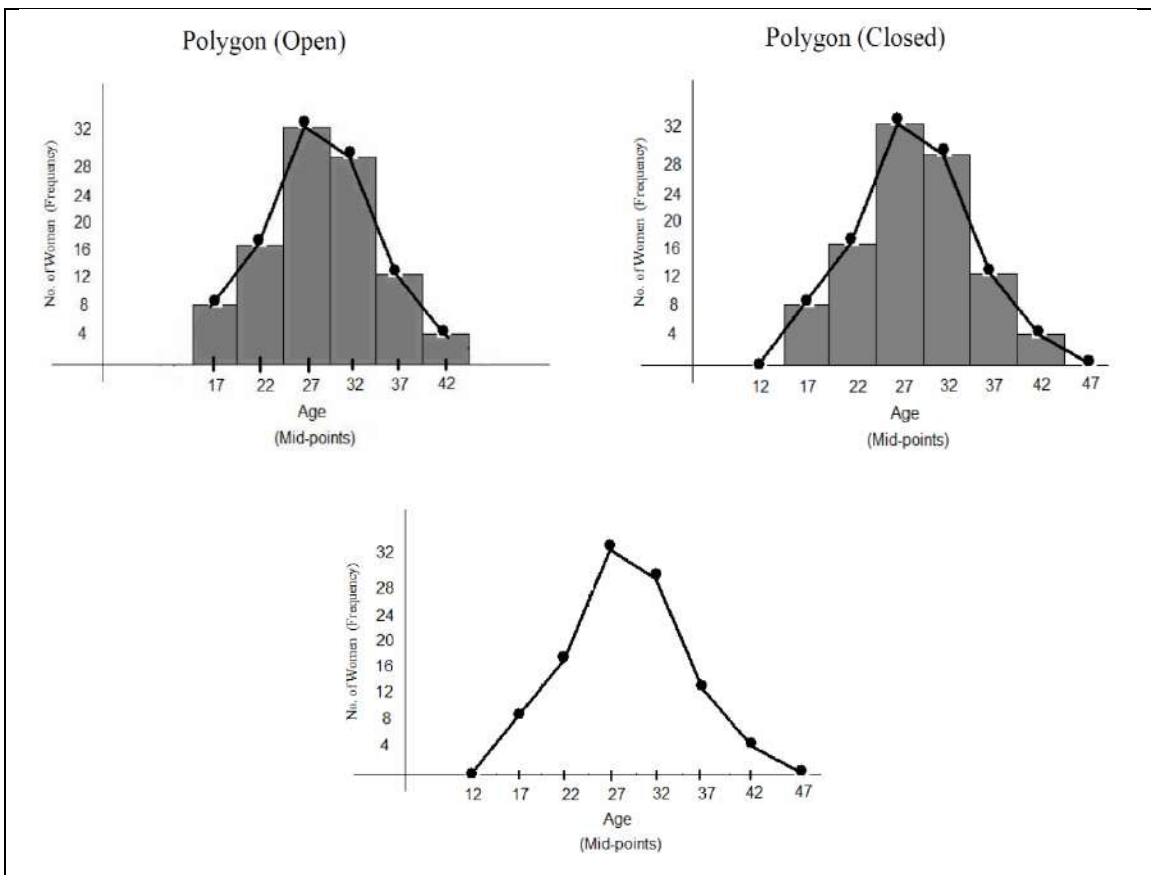 Polygon (Open)
No. of Women (Frequency)
32
28
24
20
16
12
8
4
17 22 27 32 37 42
Age
(Mid-points)
Polygon (Closed)
No. of Women (Frequency)
32
28
24
20
16
12
8
4
12 17 22 27 32 37 42 47
Age
(Mid-points)
No. of Women (Frequency)
32
28
24
20
16
12
8
4
12 17 22 27 32 37 42 47
Age
(Mid-points)